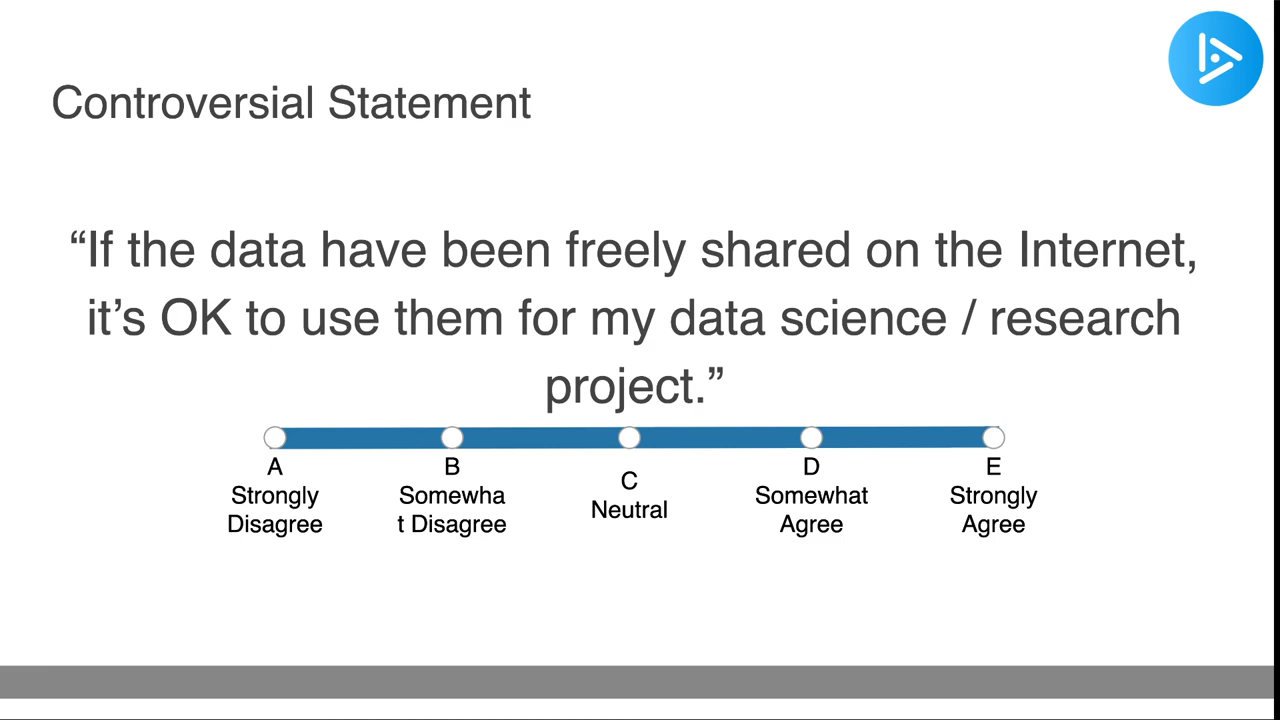 Controversial Statement
“If the data have been freely shared on the Internet,
it’s OK to use them for my data science / research
project.”
A
Strongly
Disagree
B
Somewha
t Disagree
C
Neutral
D
Somewhat
Agree
E
Strongly
Agree